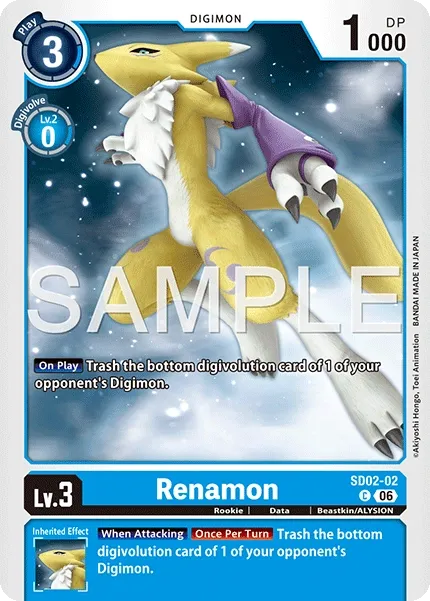 DIGIMON
Play
3
1000
DP
Digivolve
Lv.2
0
SAMPLE
On Play Trash the bottom digivolution card of 1 of your
opponent's Digimon.
©Akiyoshi Hongo, Toei Animation BANDAI MADE IN JAPAN
Lv.3
Renamon
SD02-02
C 06
Rookie | Data | Beastkin/ALYSION
Inherited Effect
When Attacking Once Per Turn Trash the bottom
digivolution card of 1 of your opponent's
Digimon.